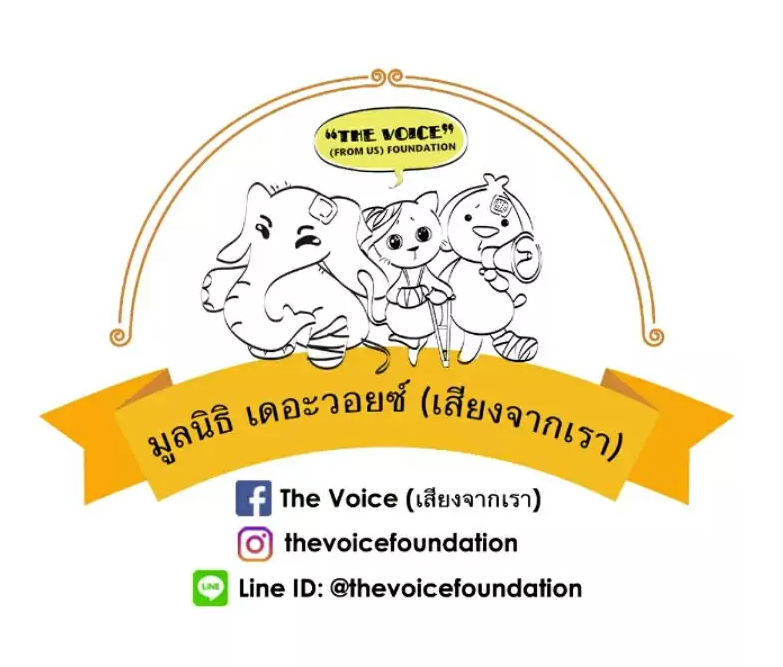 “THE VOICE”
(FROM US) FOUNDATION
มูลนิธิ เดอะวอยซ์ (เสียงจากเรา)
The Voice (เสียงจากเรา)
thevoicefoundation
LINE
Line ID: @thevoicefoundation